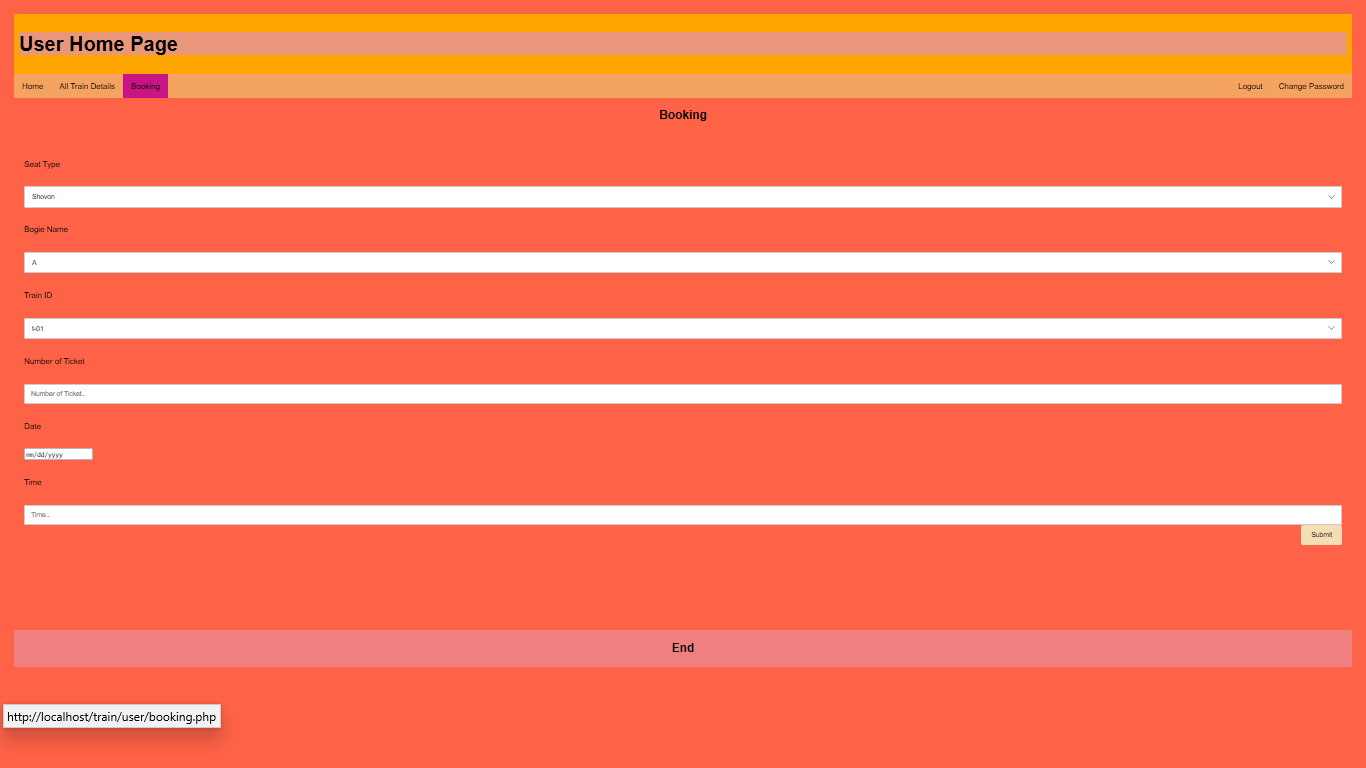 User Home Page
Home All Train Details Booking Logout Change Password
Booking
Seat Type
Shovon
Bogie Name
A
Train ID
t-01
Number of Ticket
Number of Ticket..
Date
mm/dd/yyyy
Time
Time..
Submit
End
http://localhost/train/user/booking.php